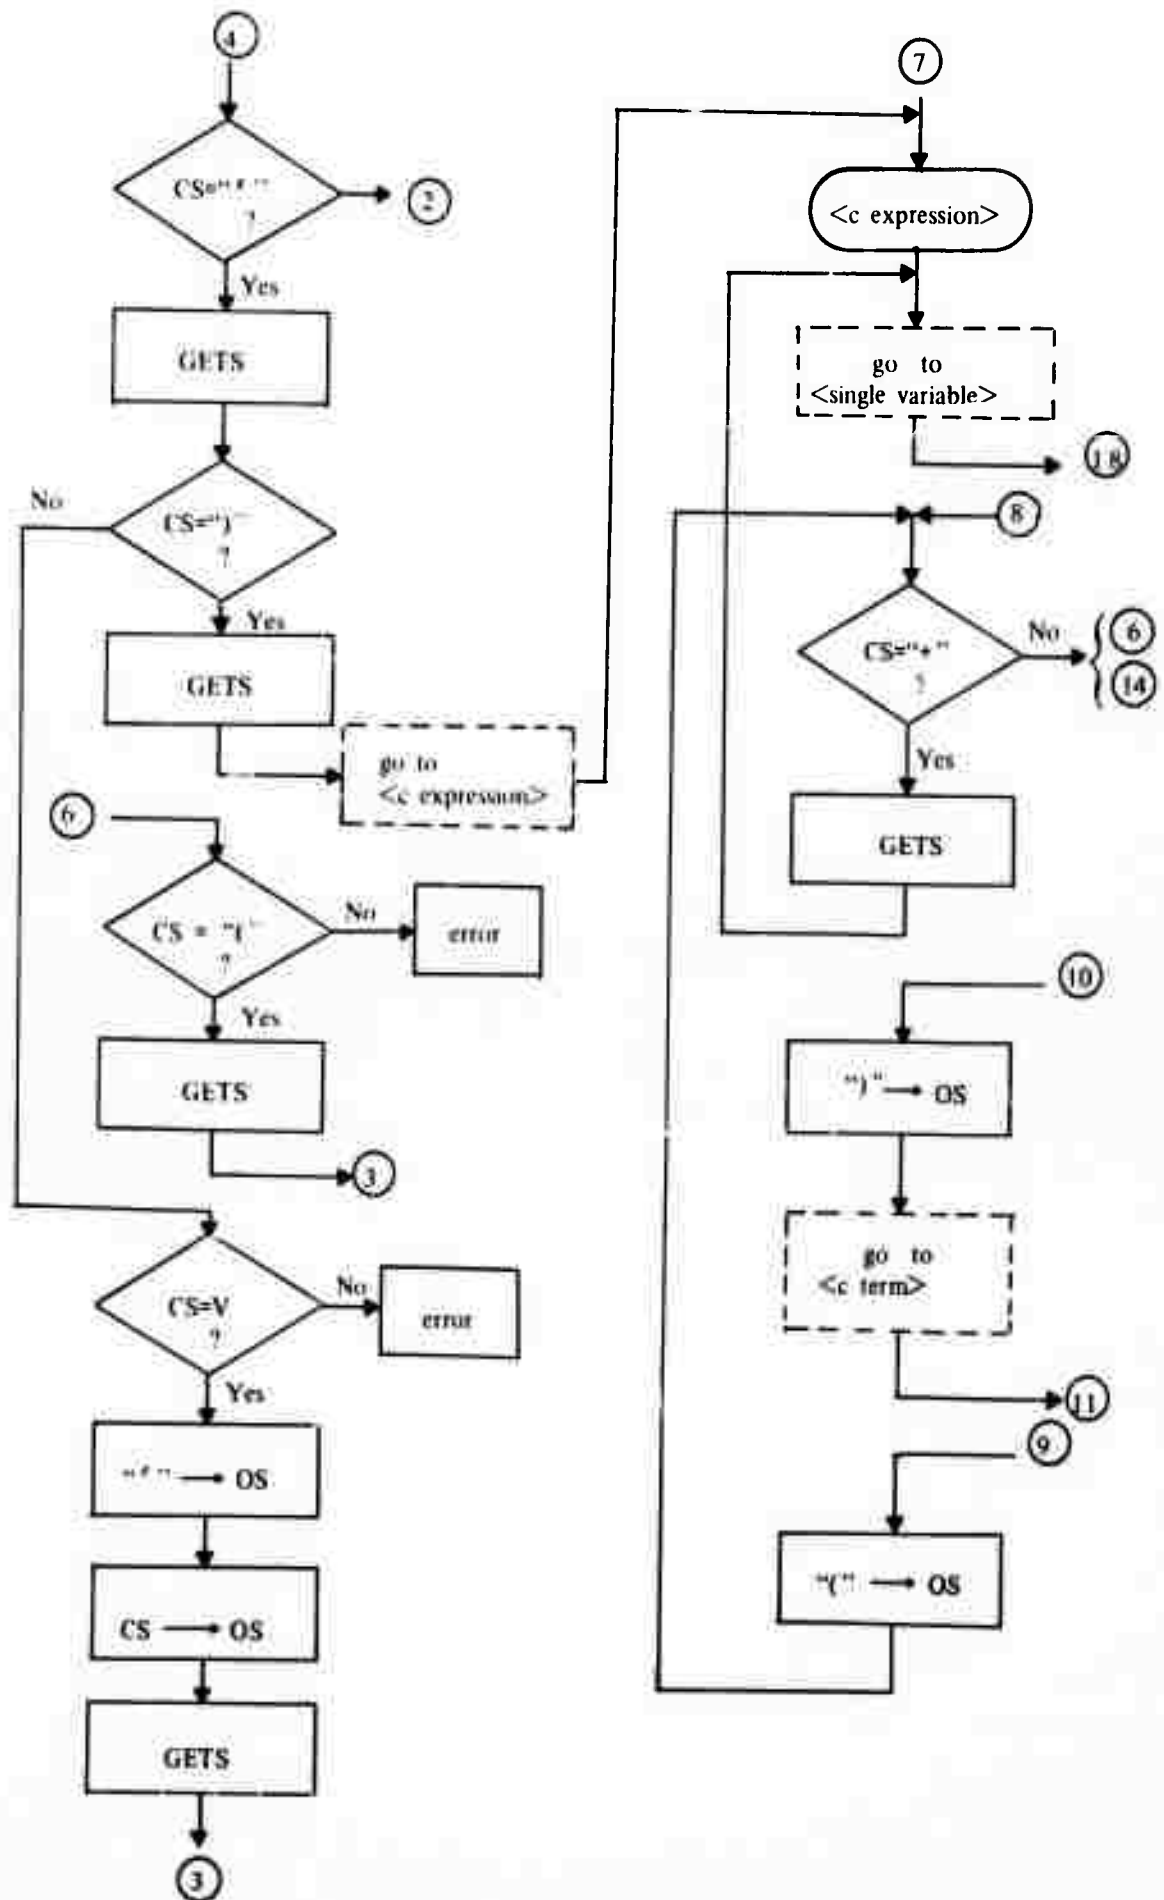 4
CS="
?
2
Yes
GETS
No
CS=")"
?
Yes
GETS
go to
<c expression>
6
CS = "("
?
No
error
Yes
GETS
3
CS=V
?
No
error
Yes
→ OS
CS → OS
GETS
3
7
<c expression>
go to
<single variable>
18
8
CS="+"
?
No
6
14
Yes
GETS
10
")" → OS
go to
<c term>
11
9
"(" → OS